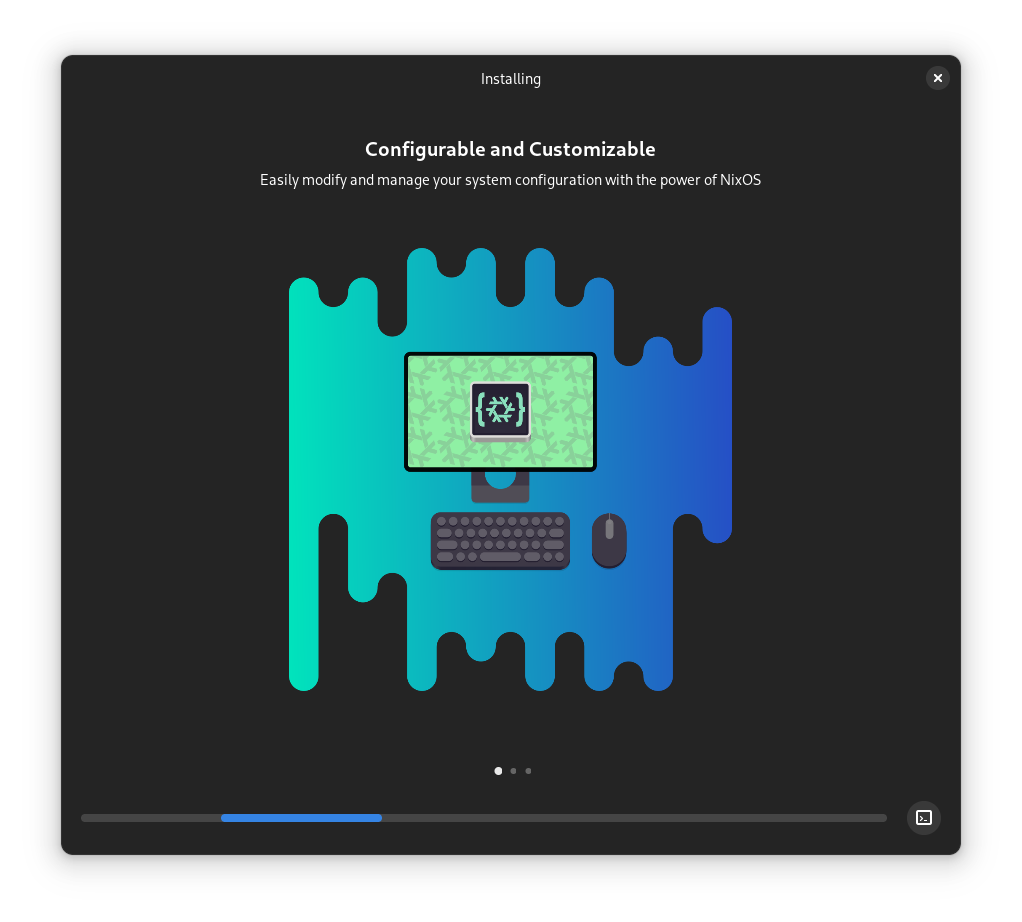 Installing
Configurable and Customizable
Easily modify and manage your system configuration with the power of NixOS